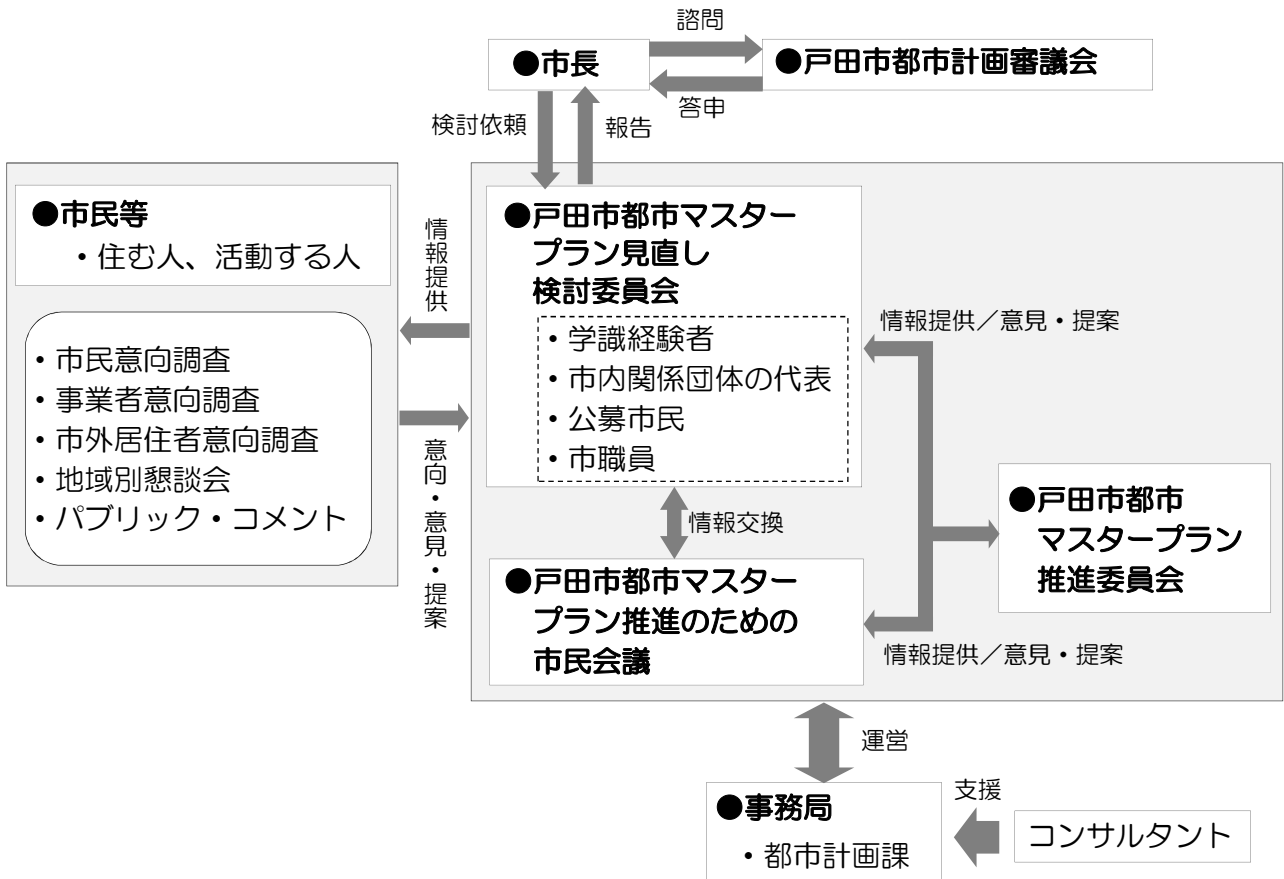 諮問
●市長
●戸田市都市計画審議会
答申
検討依頼
報告
●市民等
・住む人、活動する人
・市民意向調査
・事業者意向調査
・市外居住者意向調査
・地域別懇談会
・パブリック・コメント
情報提供
意向・意見・提案
●戸田市都市マスター
プラン見直し
検討委員会
・学識経験者
・市内関係団体の代表
・公募市民
・市職員
情報交換
●戸田市都市マスター
プラン推進のための
市民会議
情報提供／意見・提案
●戸田市都市
マスタープラン
推進委員会
情報提供／意見・提案
運営
●事務局
・都市計画課
支援
コンサルタント